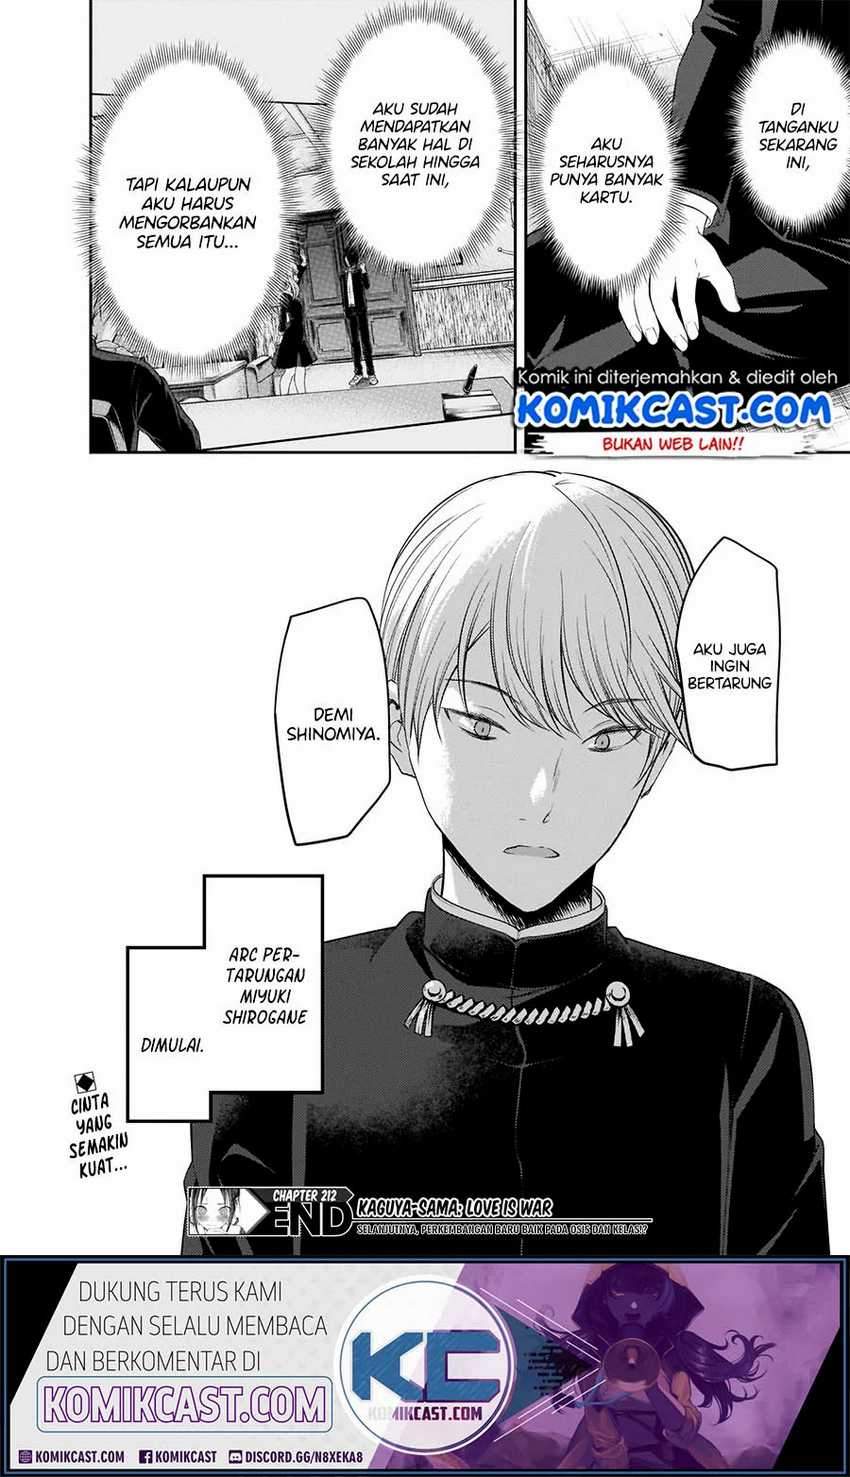 DI
TANGANKU
SEKARANG
INI,
AKU
SEHARUSNYA
PUNYA BANYAK
KARTU.
AKU SUDAH
MENDAPATKAN
BANYAK HAL DI
SEKOLAH HINGGA
SAAT INI,
TAPI KALAUPUN
AKU HARUS
MENGORBANKAN
SEMUA ITU...
Komik ini diterjemahkan & diedit oleh
KOMIKCAST.COM
BUKAN WEB LAIN!!
AKU JUGA
INGIN
BERTARUNG
DEMI
SHINOMIYA.
ARC PER-
TARUNGAN
MIYUKI
SHIROGANE
DIMULAI.
CINTA
YANG
SEMAKIN
KUAT...
CHAPTER 212
END
KAGUYA-SAMA: LOVE IS WAR
SELANJUTNYA, PERKEMBANGAN BARU BAIK PADA OSIS DAN KELAS!?
DUKUNG TERUS KAMI
DENGAN SELALU MEMBACA
DAN BERKOMENTAR DI
KOMIKCAST.COM
KC
KOMIKCAST.COM
KOMIKCAST.COM KOMIKCAST DISCORD.GG/N8XEKA8